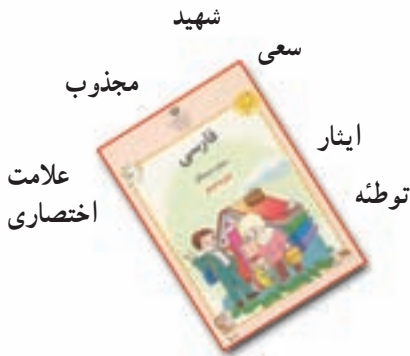 شهید
سعی
مجذوب
ایثار
علامت
اختصاری
توطئه
فارسی